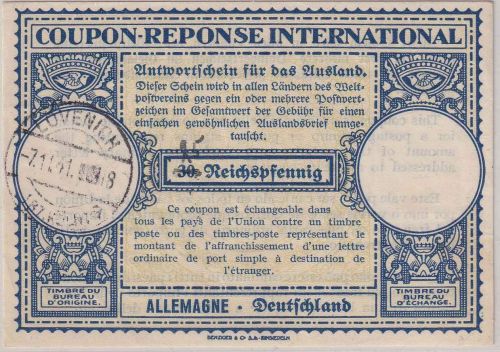 COUPON-REPONSE INTERNATIONAL
Antwortschein für das Ausland.
Dieser Schein wird in allen Ländern des Welt-
postvereins gegen ein oder mehrere Postwert-
zeichen im Gesamtwert der Gebühr für einen
einfachen gewöhnlichen Auslandsbrief umge-
tauscht.
LÖVENICH
30 Reichspfennig
Ce coupon est échangeable dans
tous les pays de l'Union contre un timbre
poste ou des timbres-poste représentant le
montant de l'affranchissement d'une lettre
ordinaire de port simple à destination de
l'étranger.
TIMBRE DU
BUREAU
D'ORIGINE.
ALLEMAGNE - Deutschland
TIMBRE DU
BUREAU
D'ÉCHANGE.
BENZIGER & Co S.A. EINSIEDELN